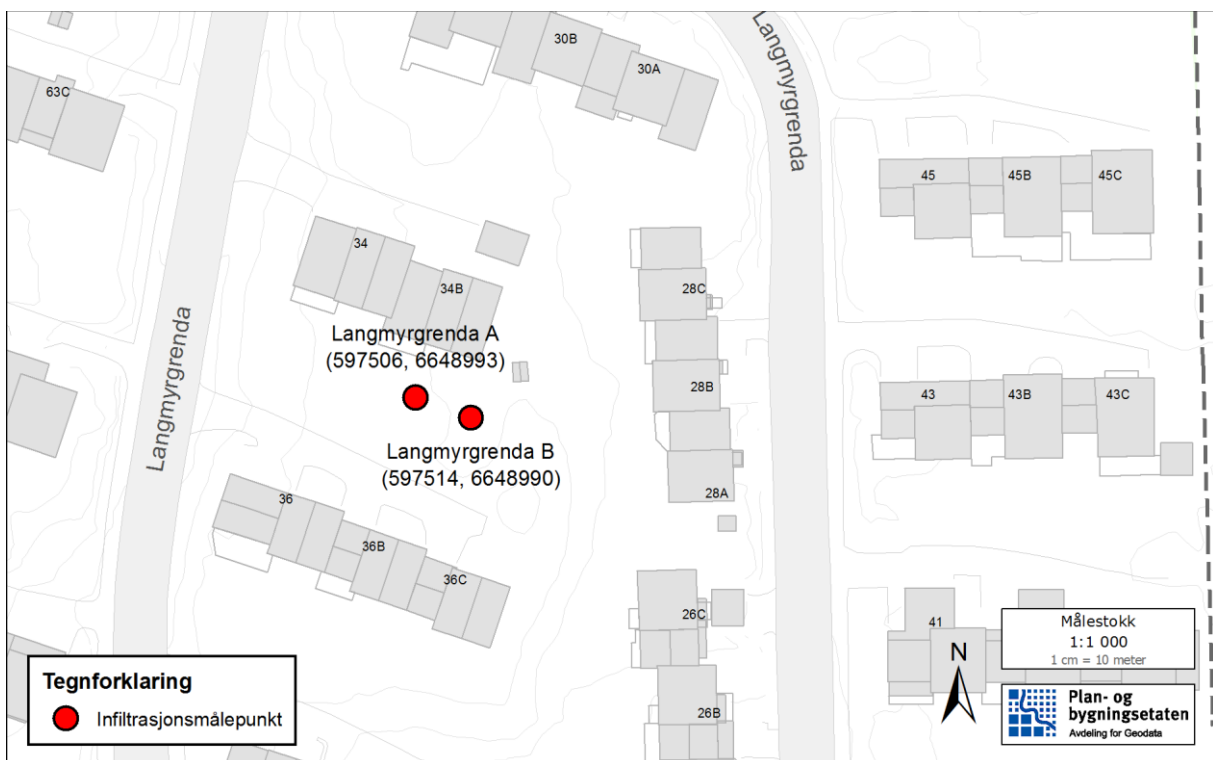 30B
30A
63C
Langmyrgrenda
45
45B
45C
34
34B
28C
Langmyrgrenda A
(597506, 6648993)
Langmyrgrenda
28B
43
43B
43C
Langmyrgrenda B
(597514, 6648990)
28A
36
36B
36C
26C
41
26B
Målestokk
1:1 000
1 cm = 10 meter
N
Tegnforklaring
Infiltrasjonsmålepunkt
Plan- og
bygningsetaten
Avdeling for Geodata